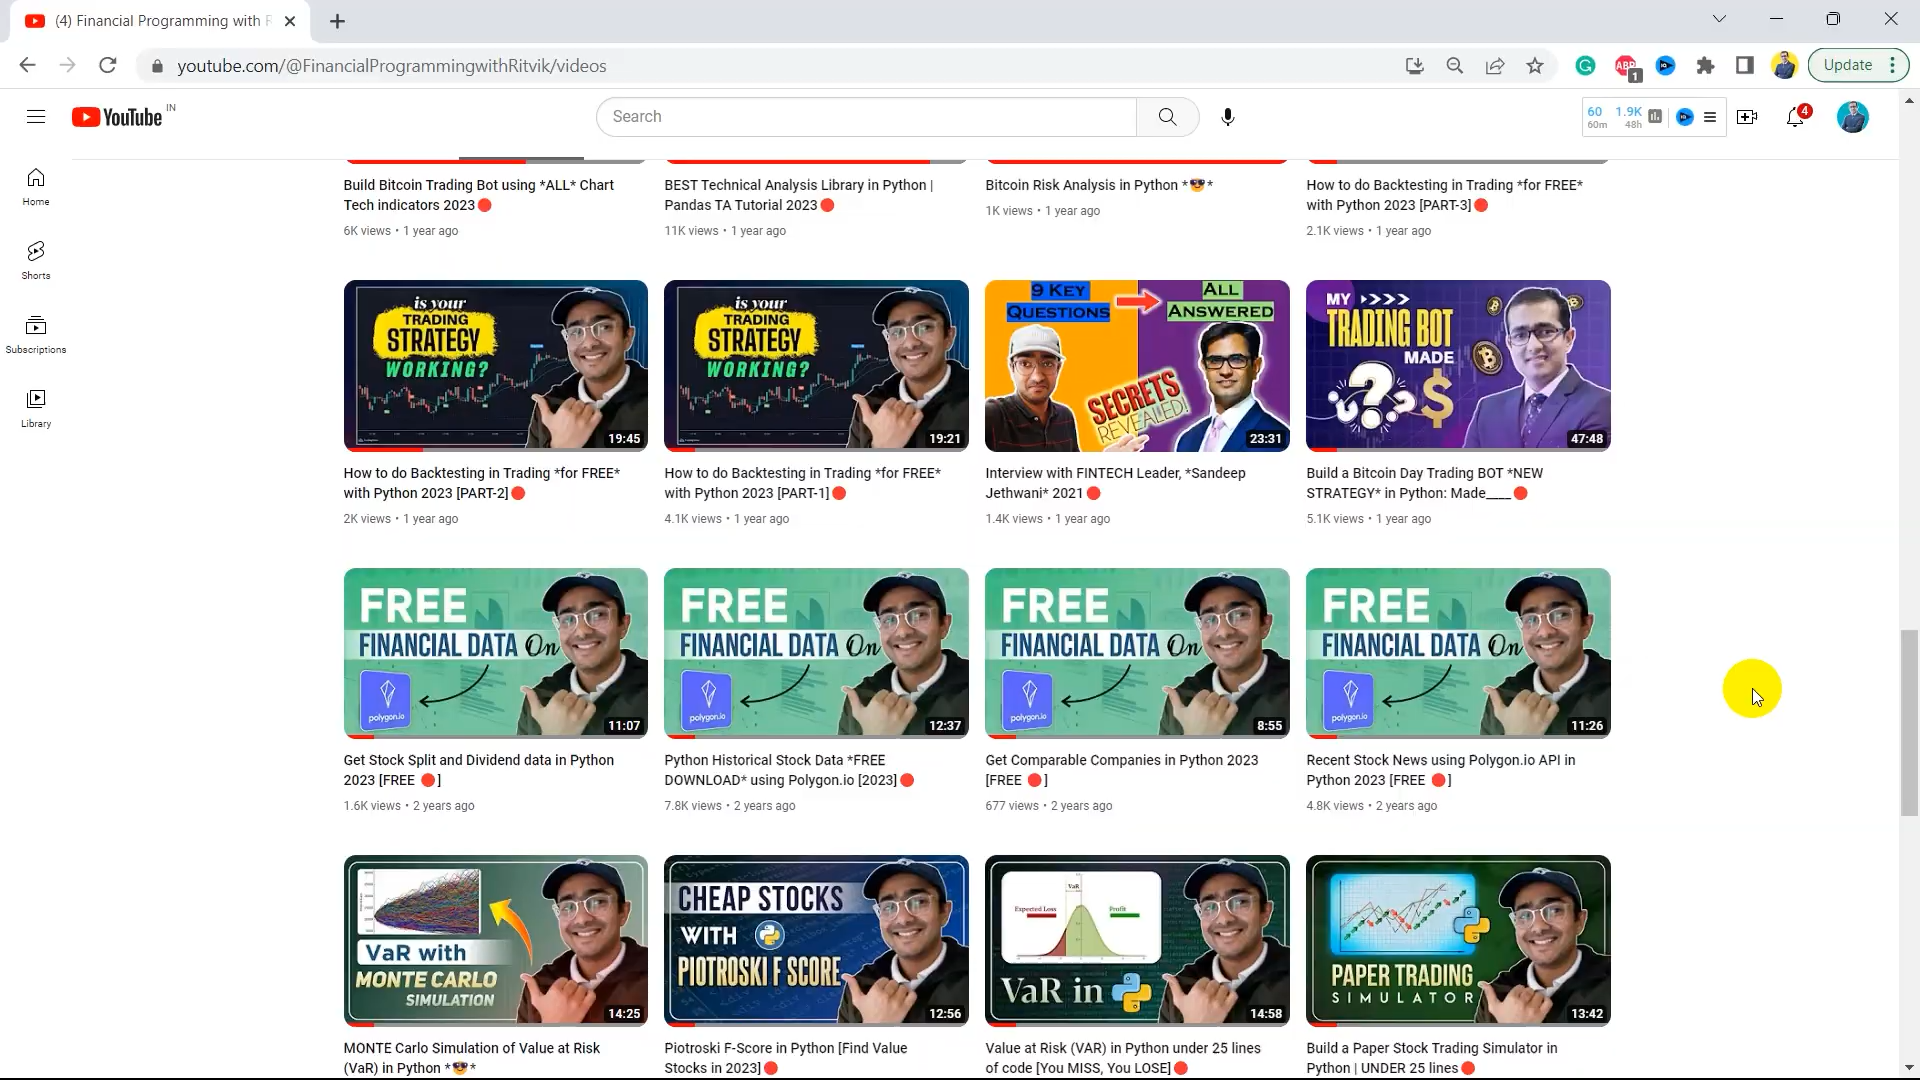 (4) Financial Programming with R
youtube.com/@FinancialProgrammingwithRitvik/videos
ABP
1
Update
YouTube
IN
Search
60
60m
1.9K
48h
4
Home
Shorts
Subscriptions
Library
Build Bitcoin Trading Bot using *ALL* Chart
Tech indicators 2023🔴
6K views • 1 year ago
BEST Technical Analysis Library in Python |
Pandas TA Tutorial 2023🔴
11K views • 1 year ago
Bitcoin Risk Analysis in Python *😎*
1K views • 1 year ago
How to do Backtesting in Trading *for FREE*
with Python 2023 [PART-3]🔴
2.1K views • 1 year ago
is your
TRADING
STRATEGY
WORKING?
19:45
How to do Backtesting in Trading *for FREE*
with Python 2023 [PART-2]🔴
2K views • 1 year ago
is your
TRADING
STRATEGY
WORKING?
19:21
How to do Backtesting in Trading *for FREE*
with Python 2023 [PART-1]🔴
4.1K views • 1 year ago
9 KEY
QUESTIONS
ALL
ANSWERED
SECRETS
REVEALED!
23:31
Interview with FINTECH Leader, *Sandeep
Jethwani* 2021🔴
1.4K views • 1 year ago
MY >>>>
TRADING BOT
MADE
???
$
47:48
Build a Bitcoin Day Trading BOT *NEW
STRATEGY* in Python: Made____🔴
5.1K views • 1 year ago
FREE
FINANCIAL DATA On
polygon.io
11:07
Get Stock Split and Dividend data in Python
2023 [FREE 🔴]
1.6K views • 2 years ago
FREE
FINANCIAL DATA On
polygon.io
12:37
Python Historical Stock Data *FREE
DOWNLOAD* using Polygon.io [2023]🔴
7.8K views • 2 years ago
FREE
FINANCIAL DATA On
polygon.io
8:55
Get Comparable Companies in Python 2023
[FREE 🔴]
677 views • 2 years ago
FREE
FINANCIAL DATA On
polygon.io
11:26
Recent Stock News using Polygon.io API in
Python 2023 [FREE 🔴]
4.8K views • 2 years ago
VaR with
MONTE CARLO
SIMULATION
14:25
MONTE Carlo Simulation of Value at Risk
(VaR) in Python *😎*
CHEAP STOCKS
WITH
PIOTROSKI F SCORE
12:56
Piotroski F-Score in Python [Find Value
Stocks in 2023]🔴
VaR
Expected Loss
Profit
VaR in
14:58
Value at Risk (VAR) in Python under 25 lines
of code [You MISS, You LOSE]🔴
PAPER TRADING
SIMULATOR
13:42
Build a Paper Stock Trading Simulator in
Python | UNDER 25 lines🔴